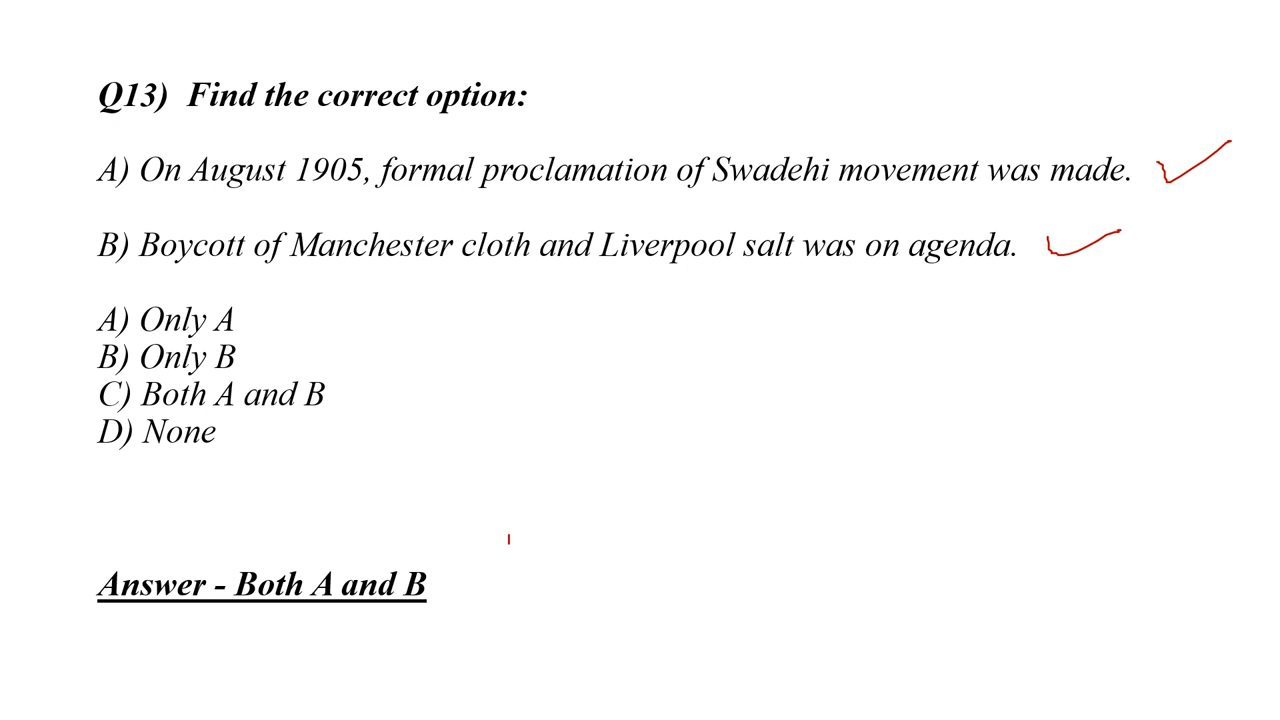 Q13) Find the correct option:
A) On August 1905, formal proclamation of Swadehi movement was made.
B) Boycott of Manchester cloth and Liverpool salt was on agenda.
A) Only A
B) Only B
C) Both A and B
D) None
Answer - Both A and B